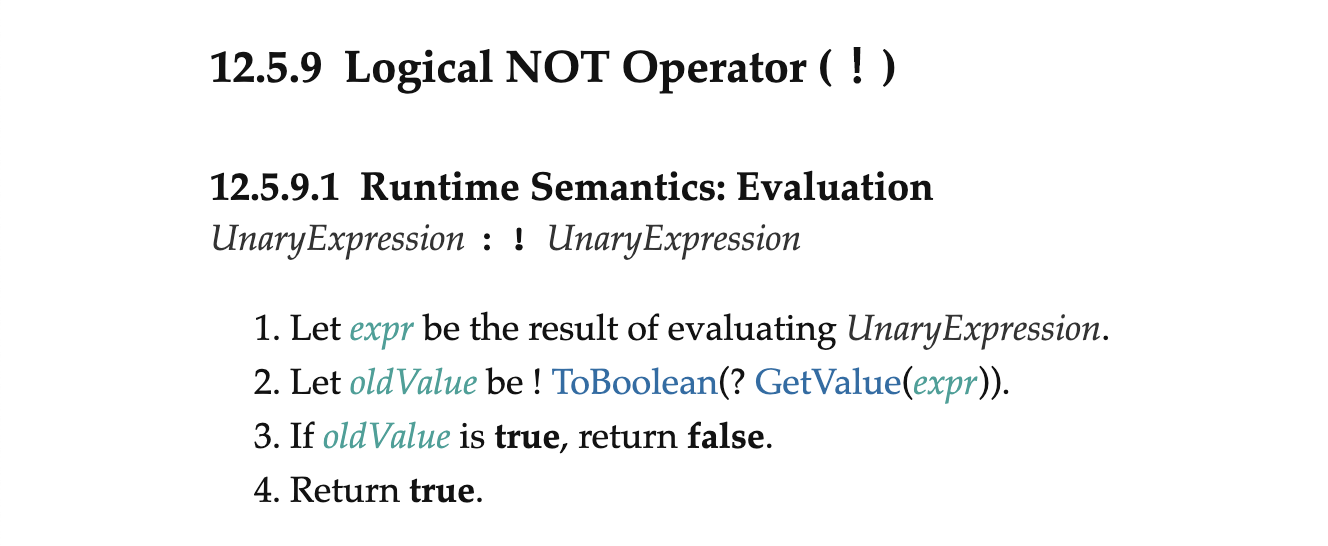 12.5.9 Logical NOT Operator ( ! )
12.5.9.1 Runtime Semantics: Evaluation
UnaryExpression : ! UnaryExpression
1. Let expr be the result of evaluating UnaryExpression.
2. Let oldValue be ! ToBoolean(? GetValue(expr)).
3. If oldValue is true, return false.
4. Return true.